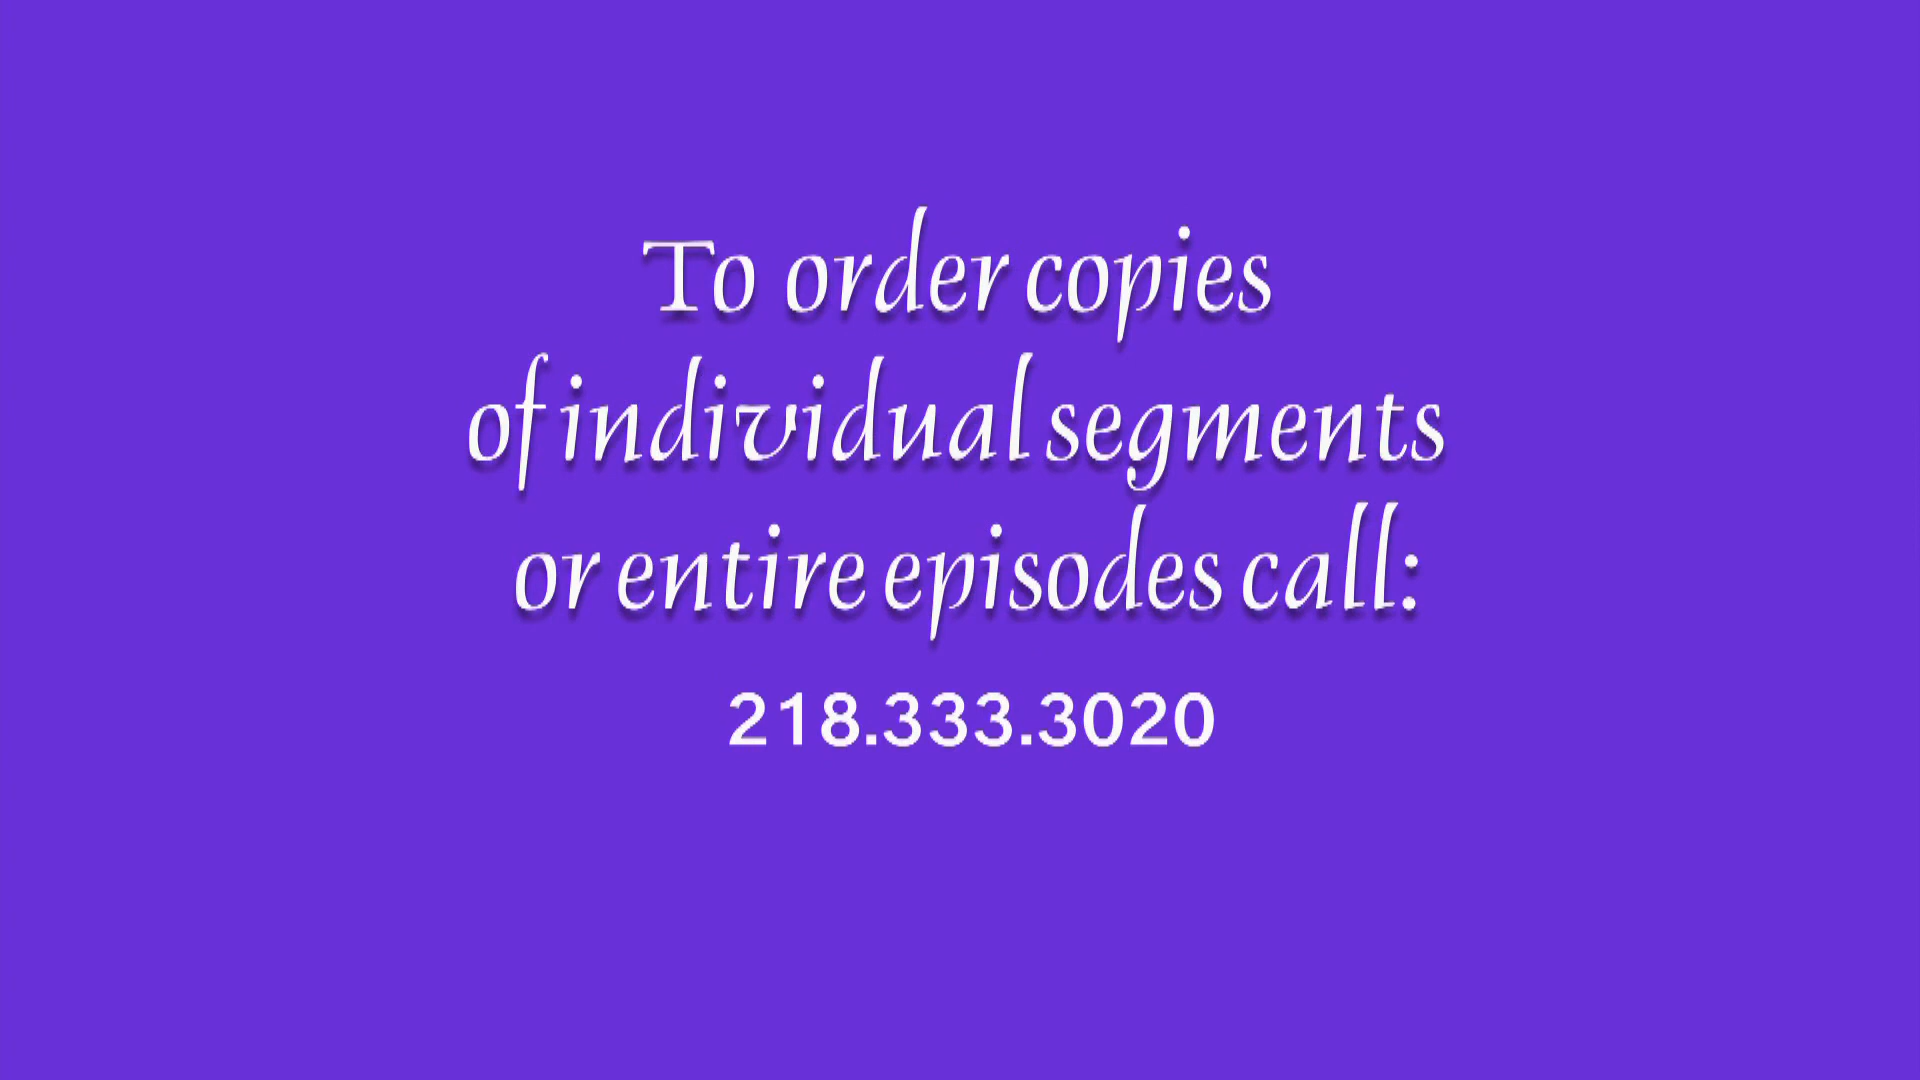 To order copies
of individual segments
or entire episodes call:
218.333.3020